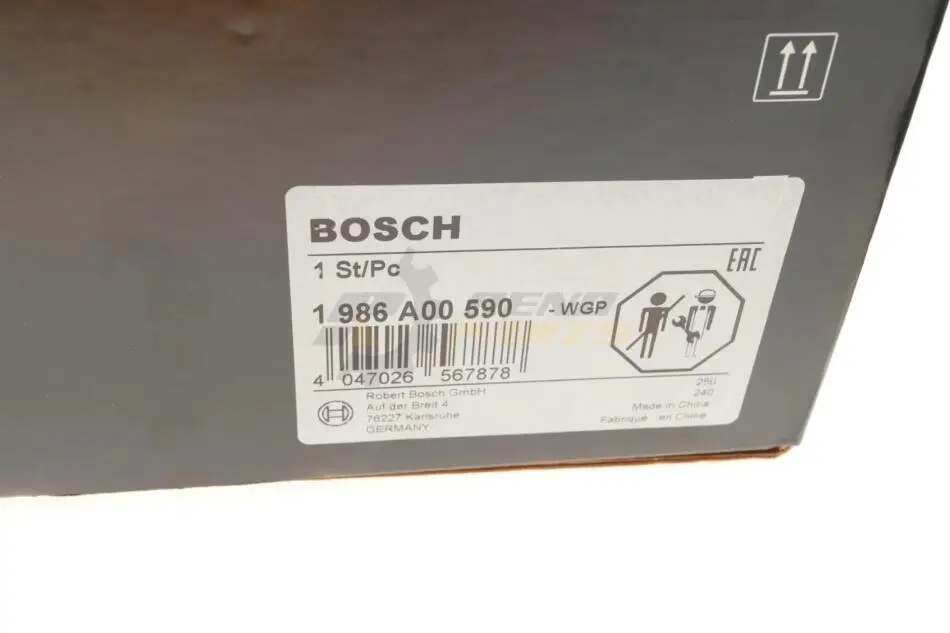 BOSCH
1 St/Pc
EAC
1 986 A00 590 -WGP
4 047026 567878
Robert Bosch GmbH
Auf der Breit 4
76227 Karlsruhe
GERMANY
240
Made in China
Fabriqué en Chine